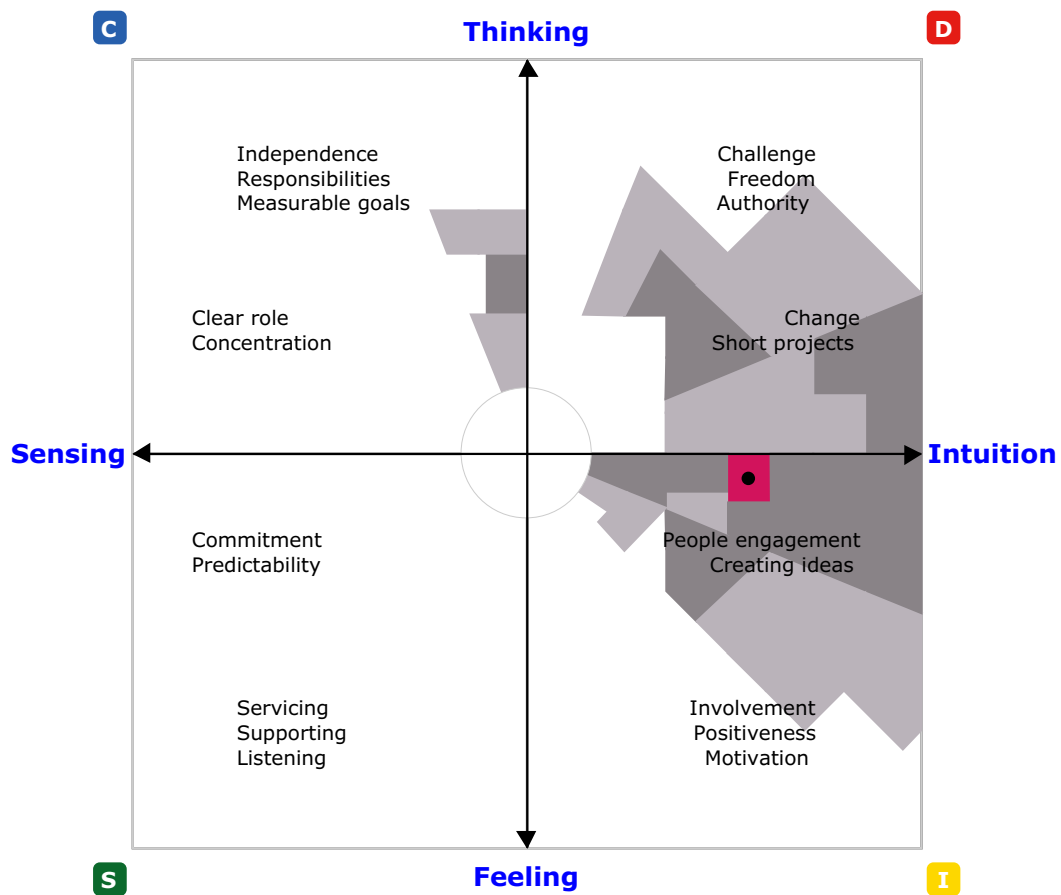 C
Thinking
D
Independence
Responsibilities
Measurable goals
Challenge
Freedom
Authority
Clear role
Concentration
Change
Short projects
Sensing
Intuition
Commitment
Predictability
People engagement
Creating ideas
Servicing
Supporting
Listening
Involvement
Positiveness
Motivation
S
Feeling
I